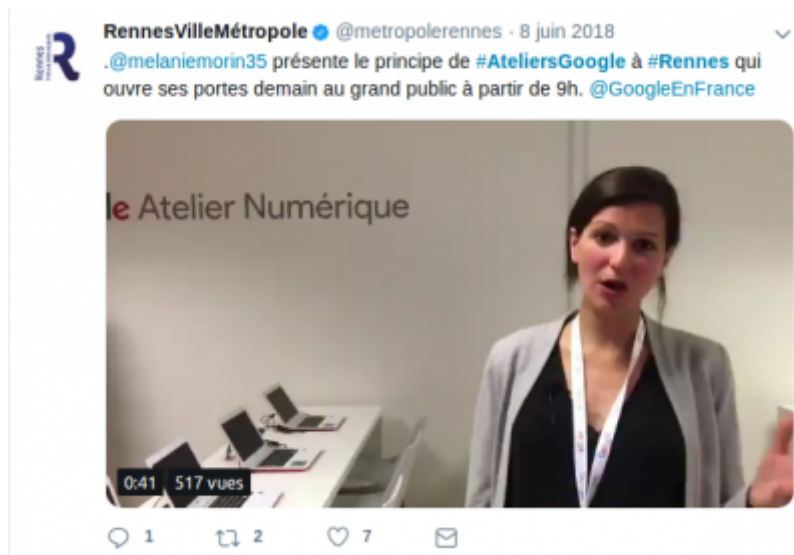 RennesVilleMétropole @metropolerennes · 8 juin 2018
.@melaniemorin35 présente le principe de #AteliersGoogle à #Rennes qui
ouvre ses portes demain au grand public à partir de 9h. @GoogleEnFrance
Rennes
R
le Atelier Numérique
0:41 517 vues
1 2 7